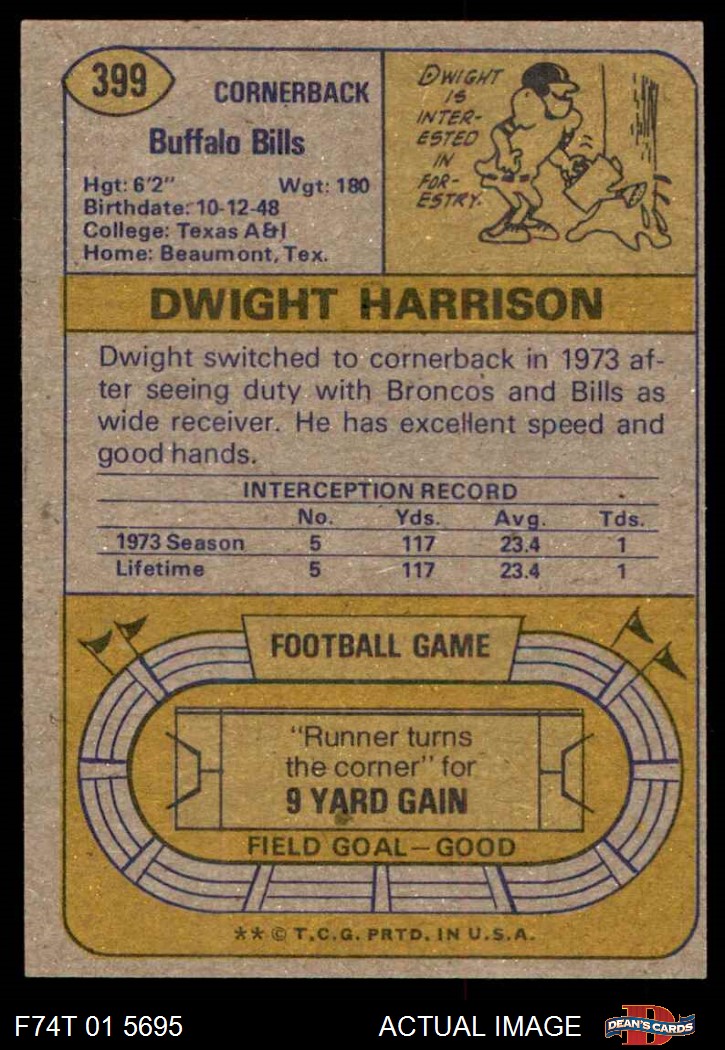 399
CORNERBACK
Buffalo Bills
Hgt: 6'2" Wgt: 180
Birthdate: 10-12-48
College: Texas A&I
Home: Beaumont, Tex.
DWIGHT
IS
INTER-
ESTED
IN
FOR-
ESTRY.
DWIGHT HARRISON
Dwight switched to cornerback in 1973 af-
ter seeing duty with Broncos and Bills as
wide receiver. He has excellent speed and
good hands.
INTERCEPTION RECORD
No. Yds. Avg. Tds.
1973 Season 5 117 23.4 1
Lifetime 5 117 23.4 1
FOOTBALL GAME
"Runner turns
the corner" for
9 YARD GAIN
FIELD GOAL—GOOD
** © T.C.G. PRTD. IN U.S.A.
F74T 01 5695 ACTUAL IMAGE
D
DEAN'S CARDS